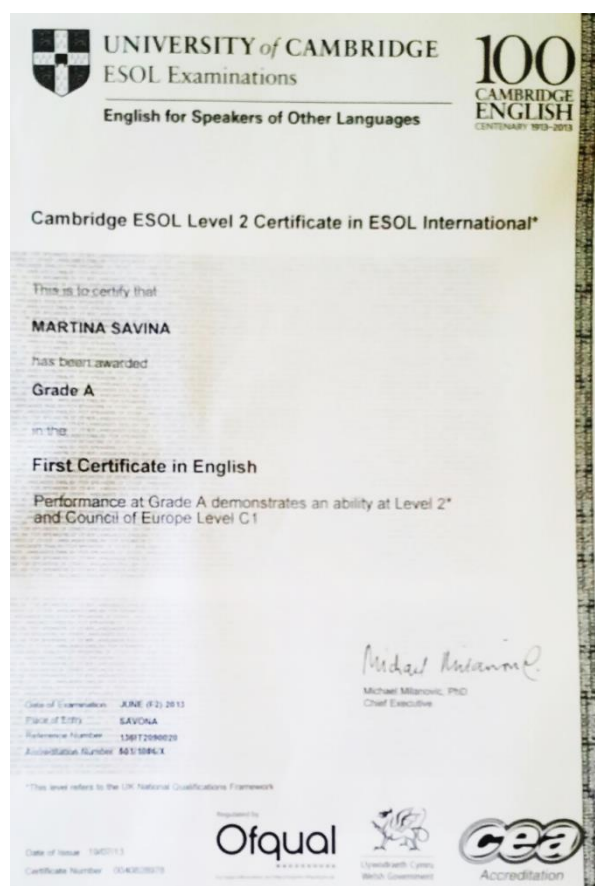 UNIVERSITY of CAMBRIDGE
ESOL Examinations
English for Speakers of Other Languages
100
CAMBRIDGE
ENGLISH
CENTENARY 1913–2013
Cambridge ESOL Level 2 Certificate in ESOL International*
This is to certify that
MARTINA SAVINA
has been awarded
Grade A
in the
First Certificate in English
Performance at Grade A demonstrates an ability at Level 2*
and Council of Europe Level C1
Michael Milanovic, PhD
Chief Executive
Date of Examination JUNE (F2) 2013
Place of Entry SAVONA
Reference Number 136IT2090020
Accreditation Number
*This level refers to the UK National Qualifications Framework
Regulated by
Ofqual
Llywodraeth Cymru
Welsh Government
cea
Accreditation
Date of Issue
Certificate Number